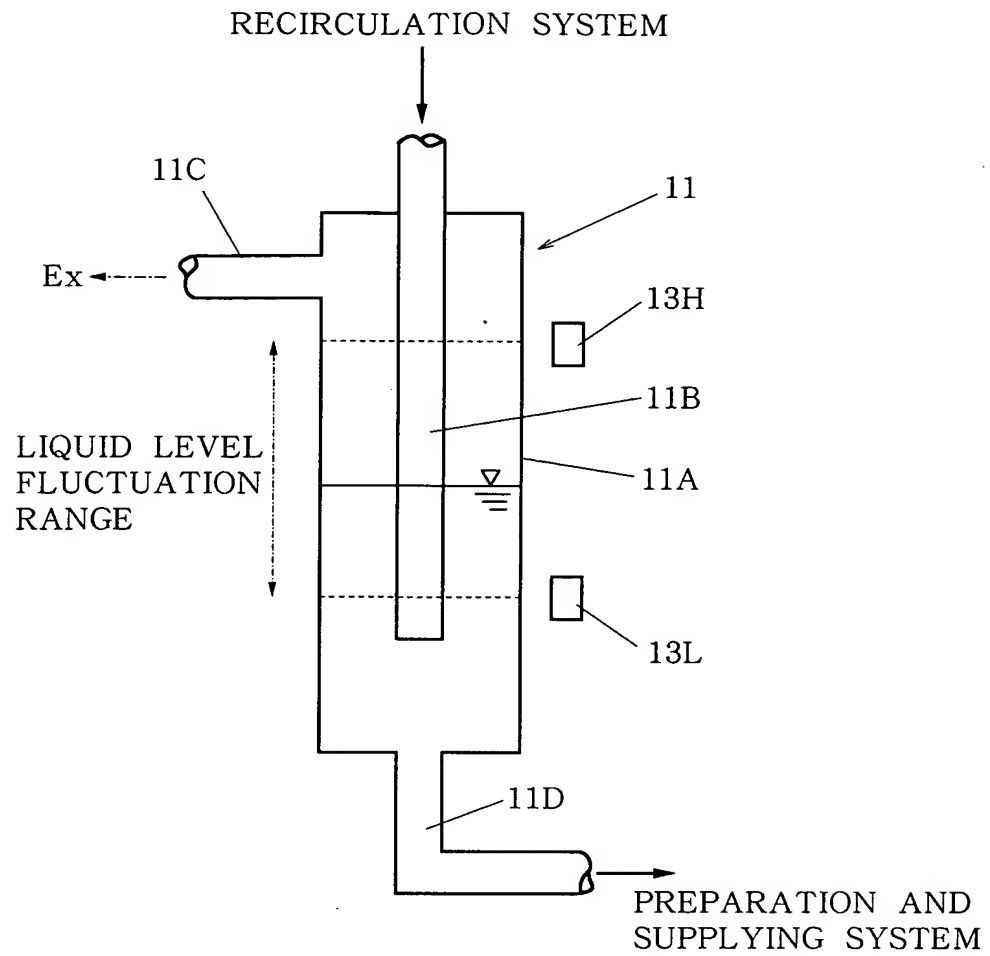 RECIRCULATION SYSTEM
11C
11
Ex
13H
11B
LIQUID LEVEL
FLUCTUATION
RANGE
11A
13L
11D
PREPARATION AND
SUPPLYING SYSTEM